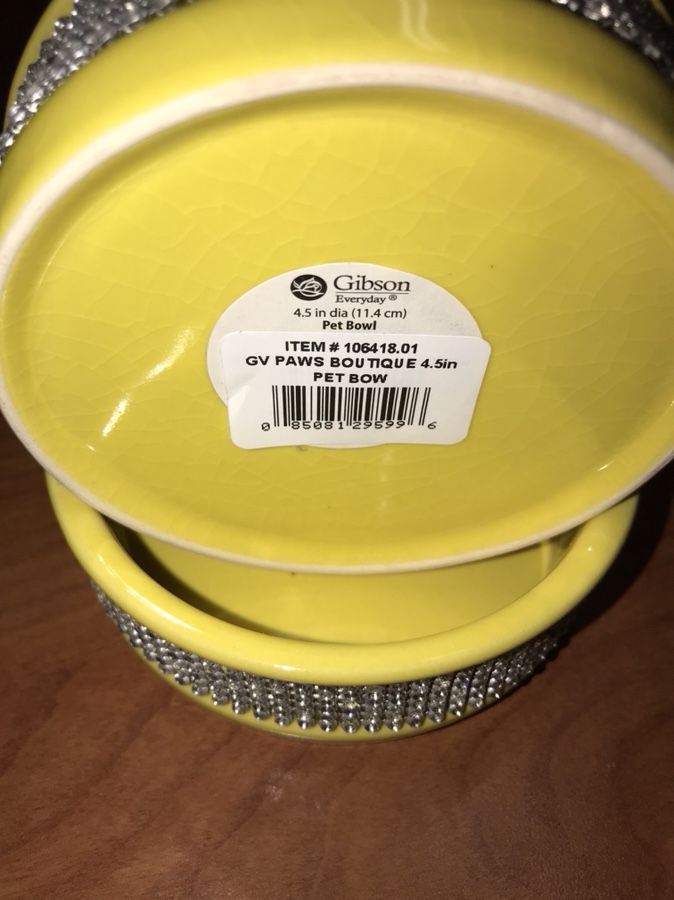 Gibson
Everyday ®
4.5 in dia (11.4 cm)
Pet Bowl
ITEM # 106418.01
GV PAWS BOUTIQUE 4.5in
PET BOW
0 85081 29599 6